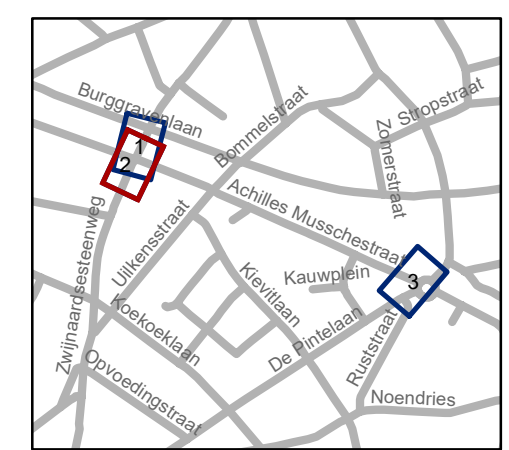 Burggravenlaan
Bommelstraat
Stropstraat
Zomerstraat
1
2
Achilles Musschestraat
Zwijnaardsesteenweg
Uilkensstraat
Kievitlaan
Kauwplein
3
Koekoeklaan
De Pintelaan
Ruststraat
Opvoedingstraat
Noendries